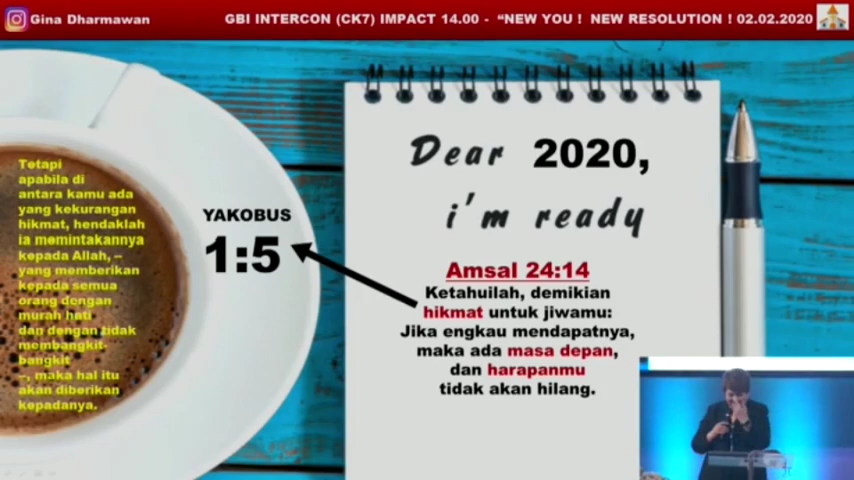 Gina Dharmawan
GBI INTERCON (CK7) IMPACT 14.00 - “NEW YOU ! NEW RESOLUTION ! 02.02.2020
Tetapi
apabila di
antara kamu ada
yang kekurangan
hikmat, hendaklah
ia memintakannya
kepada Allah, --
yang memberikan
kepada semua
orang dengan
murah hati
dan dengan tidak
membangkit-
bangkit
--, maka hal itu
akan diberikan
kepadanya.
YAKOBUS
1:5
Dear 2020,
i'm ready
Amsal 24:14
Ketahuilah, demikian
hikmat untuk jiwamu:
Jika engkau mendapatnya,
maka ada masa depan,
dan harapanmu
tidak akan hilang.